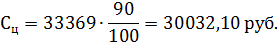 Сц = 33369 · 90/100 = 30032,10 руб.